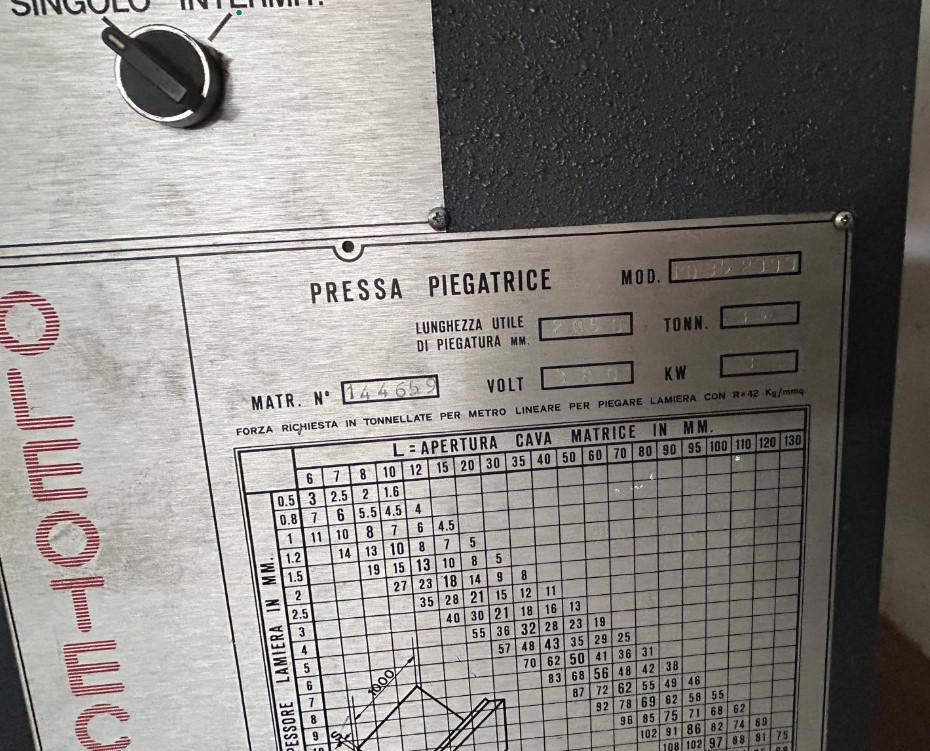 SINGOLO INTERMIT.
PRESSA PIEGATRICE MOD.
LUNGHEZZA UTILE
DI PIEGATURA MM.
TONN.
MATR. N° 144659 VOLT KW
FORZA RICHIESTA IN TONNELLATE PER METRO LINEARE PER PIEGARE LAMIERA CON R=42 Kg/mmq
L = APERTURA CAVA MATRICE IN MM.
6 7 8 10 12 15 20 30 35 40 50 60 70 80 90 95 100 110 120 130
0.5 3 2.5 2 1.6
0.8 7 6 5.5 4.5 4
1 11 10 8 7 6 4.5
1.2 14 13 10 8 7 5
1.5 19 15 13 10 8 5
2 27 23 18 14 9 8
2.5 35 28 21 15 12 11
3 40 30 21 18 16 13
4 55 36 32 28 23 19
5 57 48 43 35 29 25
6 70 62 50 41 36 31
7 83 68 56 48 42 38
8 87 72 62 55 49 46
9 92 78 69 62 58 55
96 85 75 71 68 62
102 91 86 82 74 69
108 102 97 88 81 75
LAMIERA IN MM.
1000
OLEOTEC